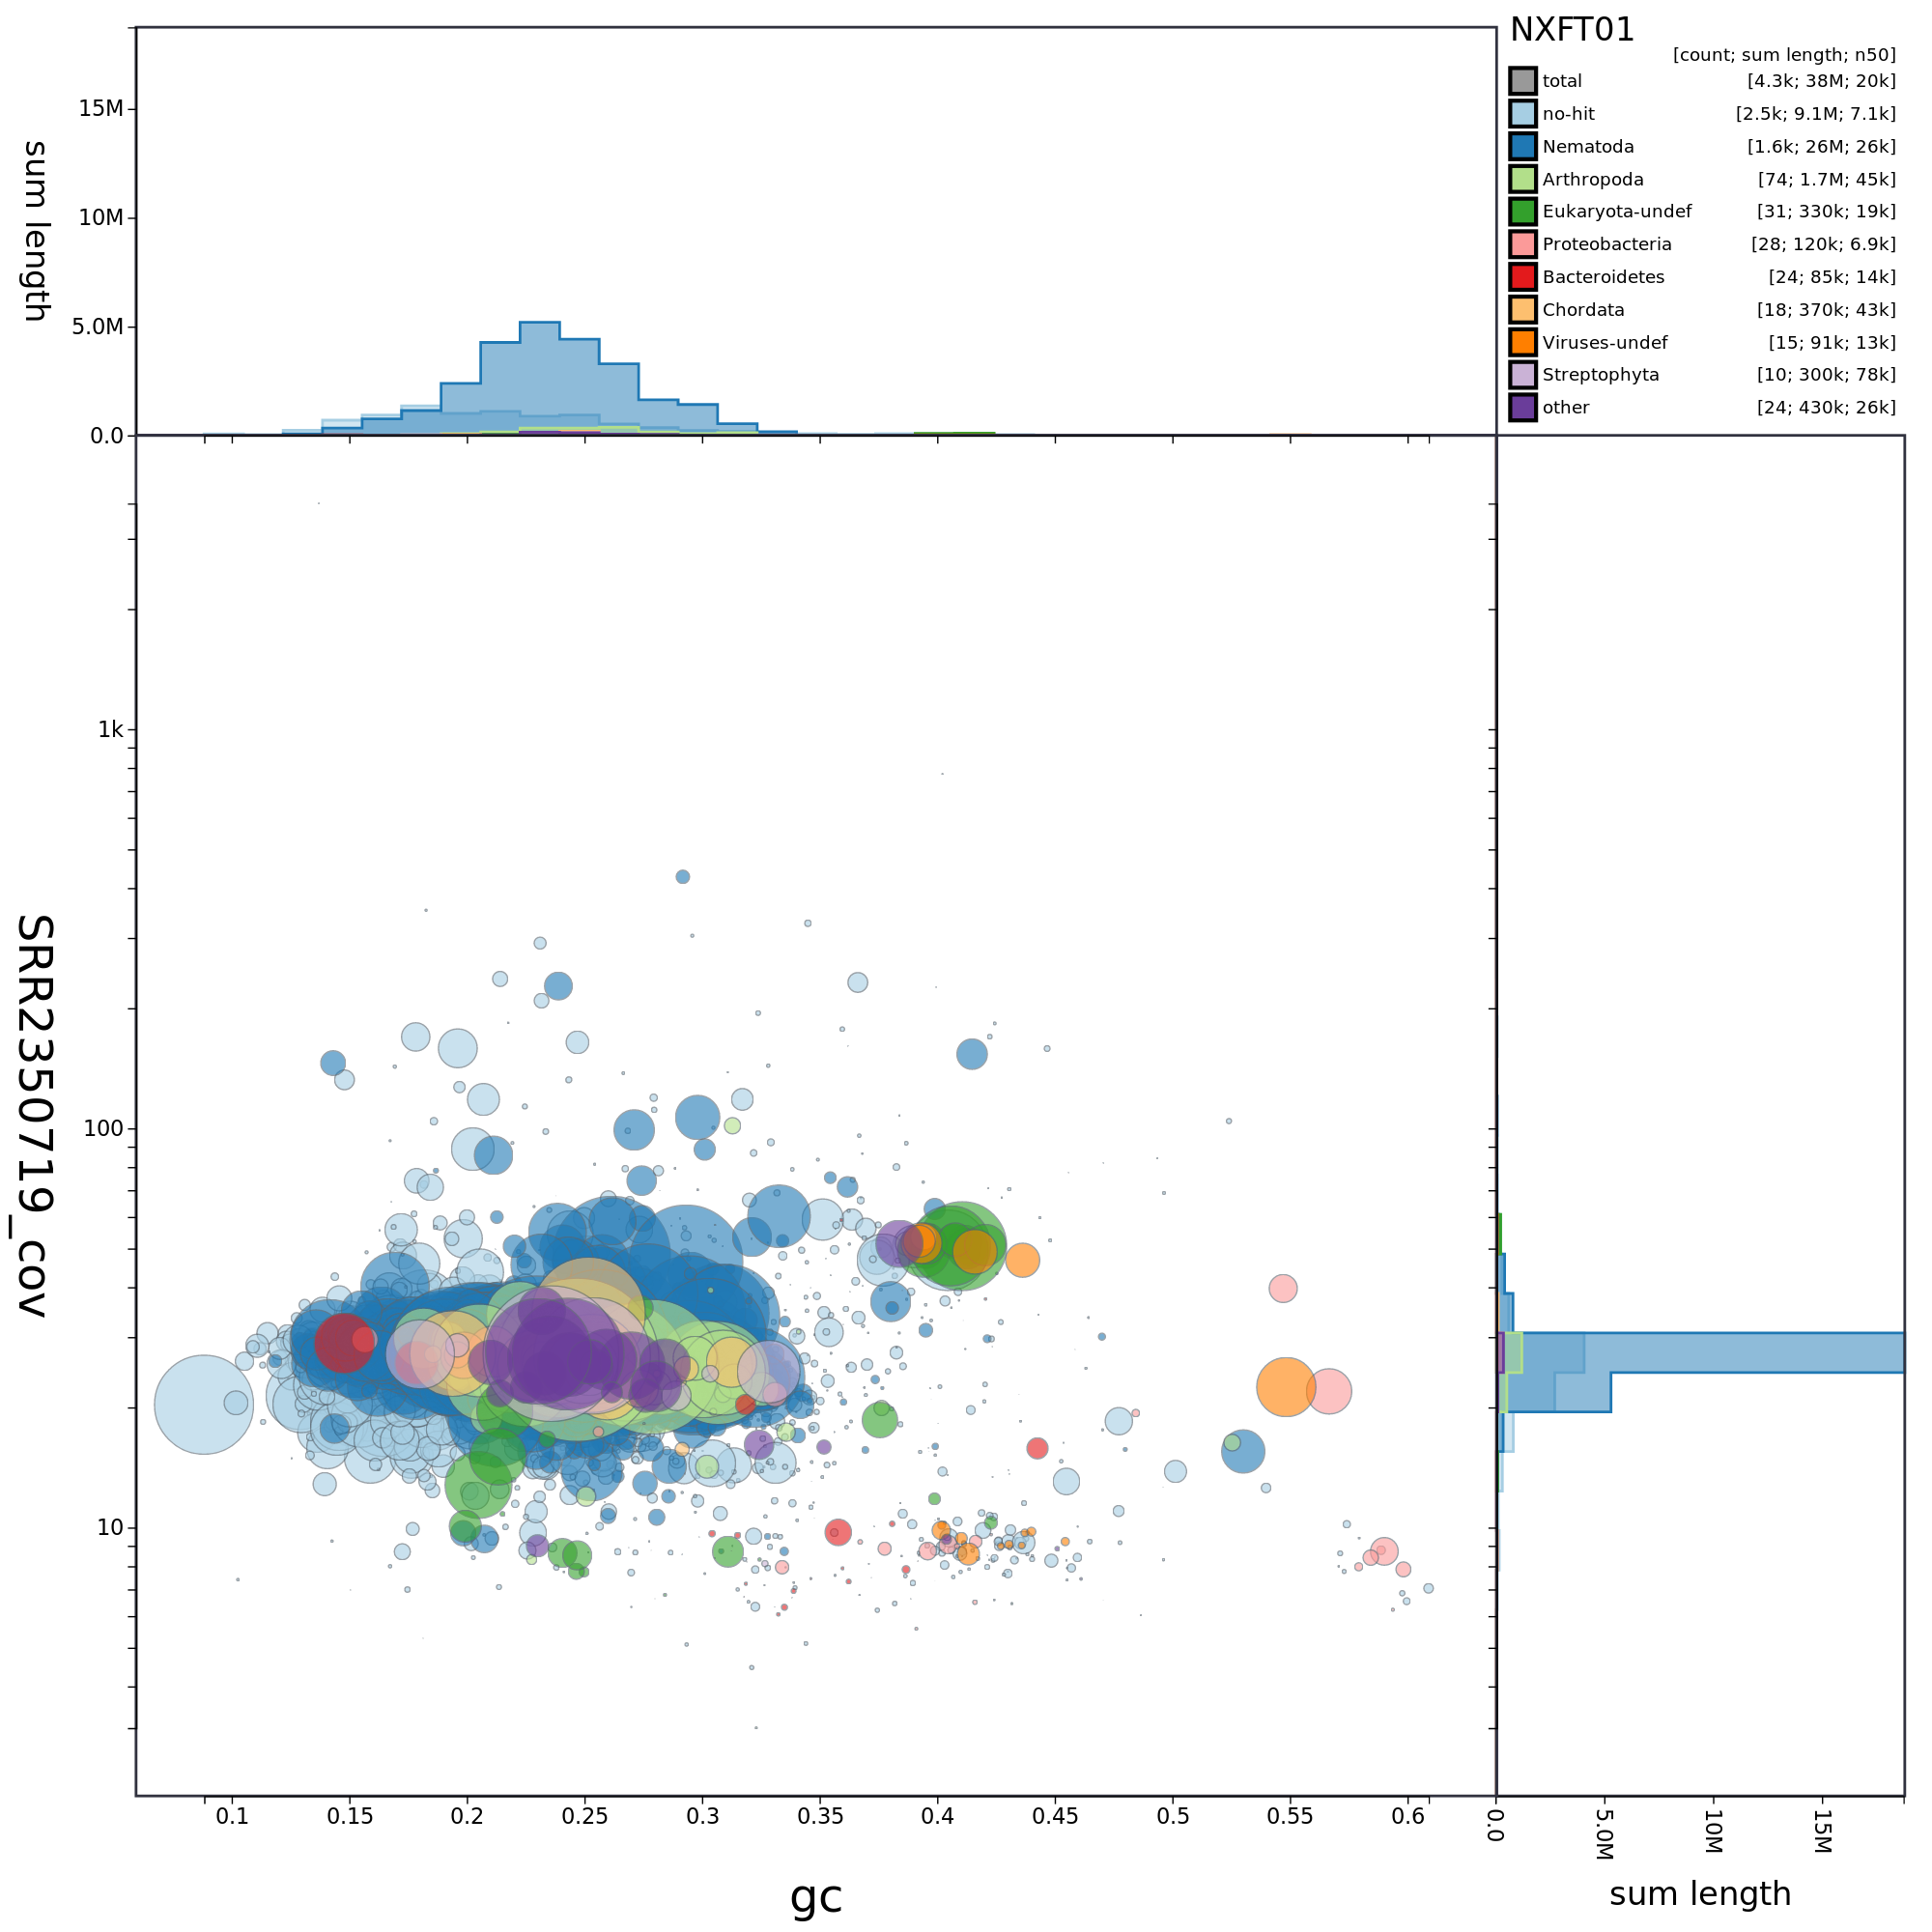 NXFT01
[count; sum length; n50]
total [4.3k; 38M; 20k]
no-hit [2.5k; 9.1M; 7.1k]
Nematoda [1.6k; 26M; 26k]
Arthropoda [74; 1.7M; 45k]
Eukaryota-undef [31; 330k; 19k]
Proteobacteria [28; 120k; 6.9k]
Bacteroidetes [24; 85k; 14k]
Chordata [18; 370k; 43k]
Viruses-undef [15; 91k; 13k]
Streptophyta [10; 300k; 78k]
other [24; 430k; 26k]
sum length
15M
10M
5.0M
0.0
SRR2350719_cov
1k
100
10
0.1 0.15 0.2 0.25 0.3 0.35 0.4 0.45 0.5 0.55 0.6
gc
0.0 5.0M 10M 15M
sum length